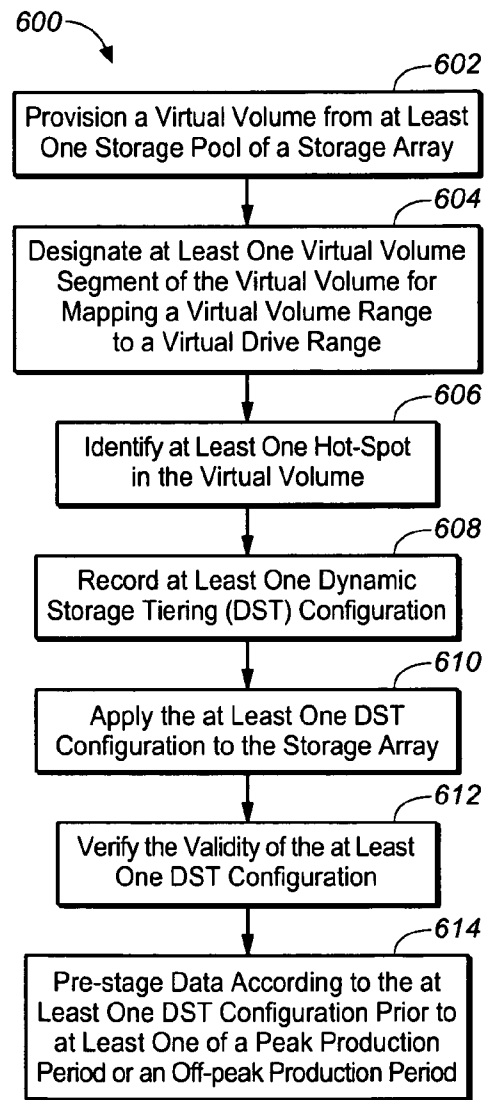 600
602
Provision a Virtual Volume from at Least
One Storage Pool of a Storage Array
604
Designate at Least One Virtual Volume
Segment of the Virtual Volume for
Mapping a Virtual Volume Range
to a Virtual Drive Range
606
Identify at Least One Hot-Spot
in the Virtual Volume
608
Record at Least One Dynamic
Storage Tiering (DST) Configuration
610
Apply the at Least One DST
Configuration to the Storage Array
612
Verify the Validity of the at Least
One DST Configuration
614
Pre-stage Data According to the at
Least One DST Configuration Prior to
at Least One of a Peak Production
Period or an Off-peak Production Period